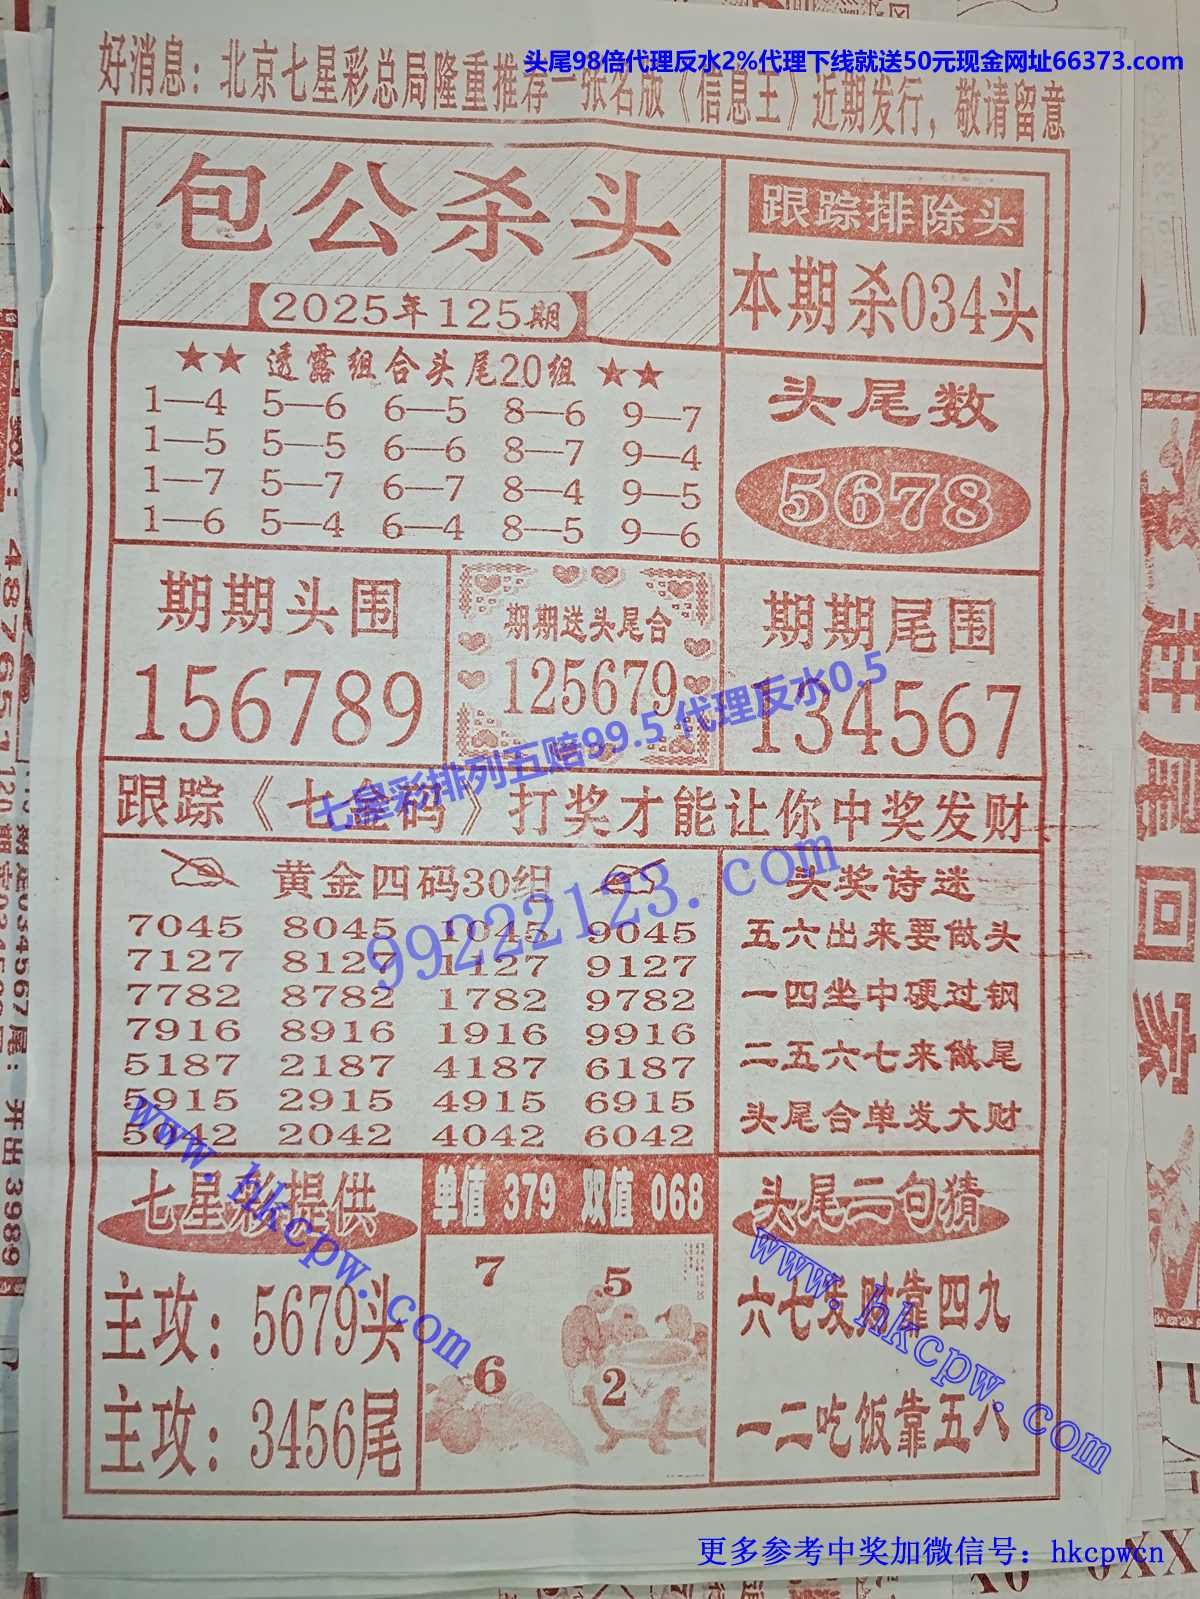 头尾98倍代理反水2%代理下线就送50元现金网址66373.com
好消息：北京七星彩总局隆重推荐一张名版《信息王》近期发行，敬请留意
包公杀头
2025年125期
跟踪排除头
本期杀034头
★★ 透露组合头尾20组 ★★
1—4 5—6 6—5 8—6 9—7
1—5 5—5 6—6 8—7 9—4
1—7 5—7 6—7 8—4 9—5
1—6 5—4 6—4 8—5 9—6
头尾数
5678
期期头围
156789
期期送头尾合
125679
期期尾围
134567
七星彩排列五赔99.5 代理反水0.5
跟踪《七金码》打奖才能让你中奖发财
黄金四码30组
7045 8045 1045 9045
7127 8127 1127 9127
7782 8782 1782 9782
7916 8916 1916 9916
5187 2187 4187 6187
5915 2915 4915 6915
5042 2042 4042 6042
99222123.com
头奖诗迷
五六出来要做头
一四坐中硬过钢
二五六七来做尾
头尾合单发大财
七星彩提供
主攻：5679头
主攻：3456尾
www.hkcpw.com
单值 379 双值 068
7 5
6 2
头尾二句猜
六七发财靠四九
一二吃饭靠五八
www.hkcpw.com
更多参考中奖加微信号：hkcpwcn
赶尾回家
开出3989